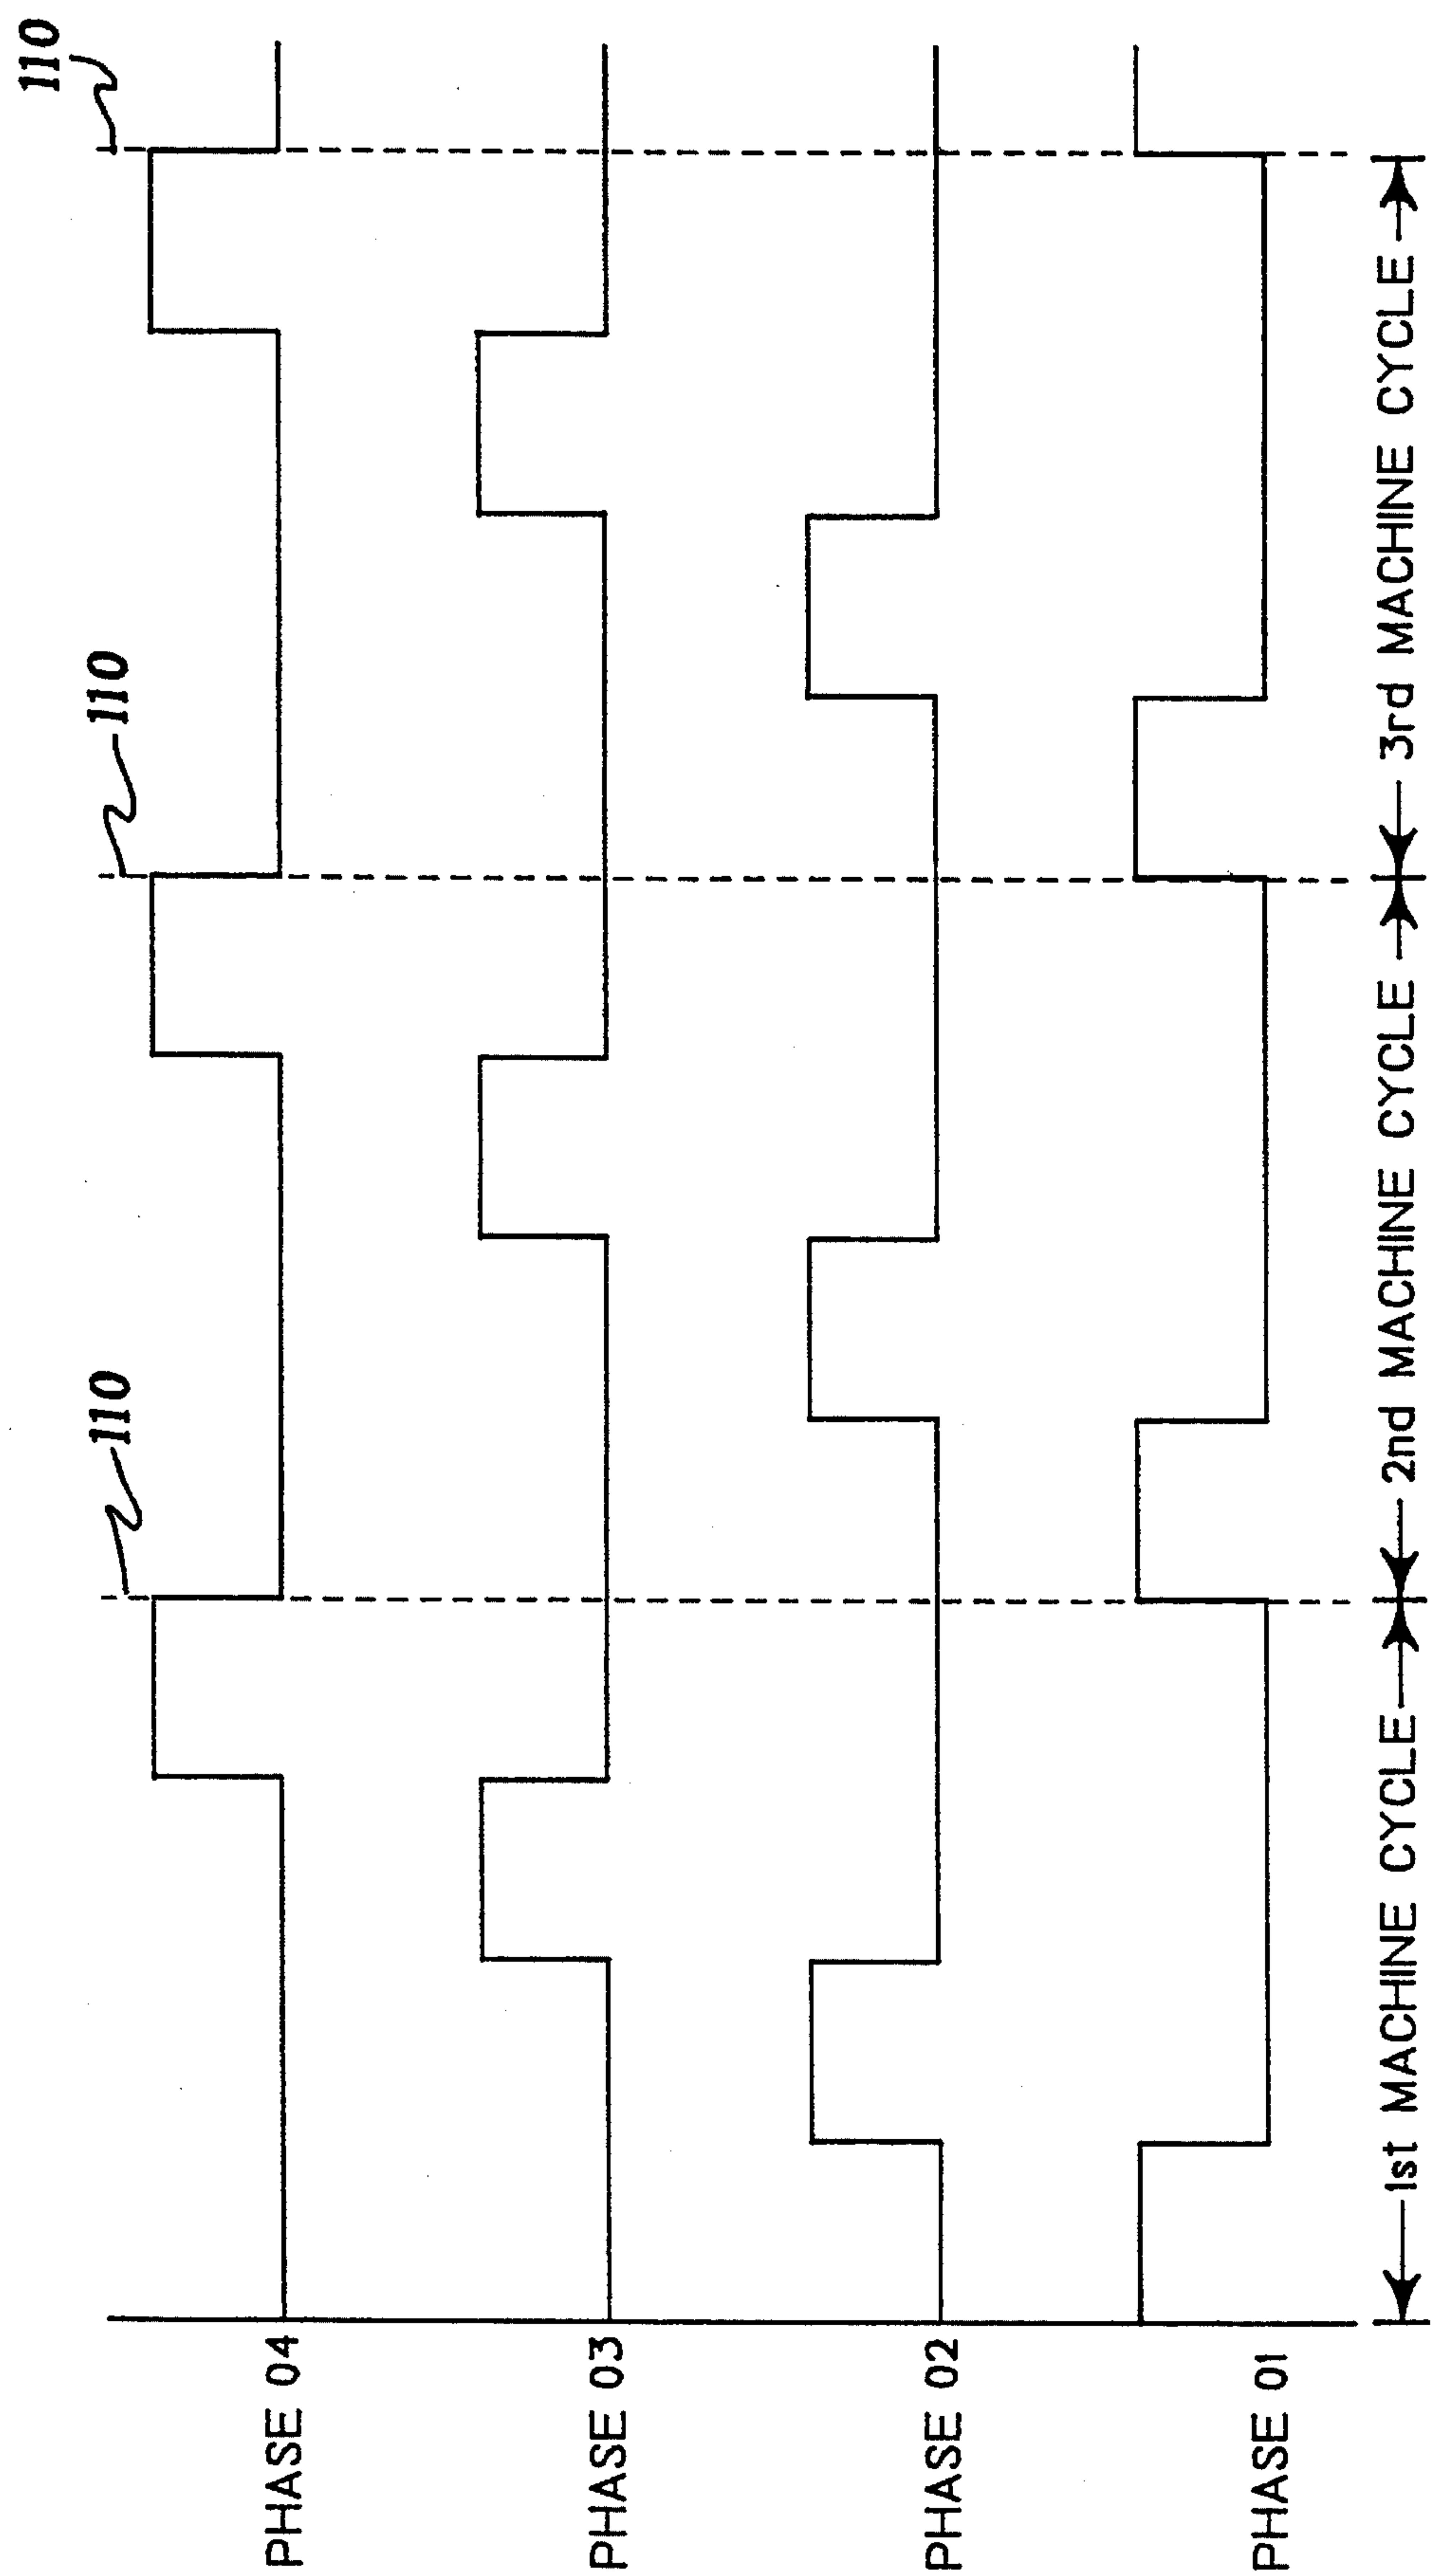 110
110
110
PHASE 04
PHASE 03
PHASE 02
PHASE 01
1st MACHINE CYCLE
2nd MACHINE CYCLE
3rd MACHINE CYCLE